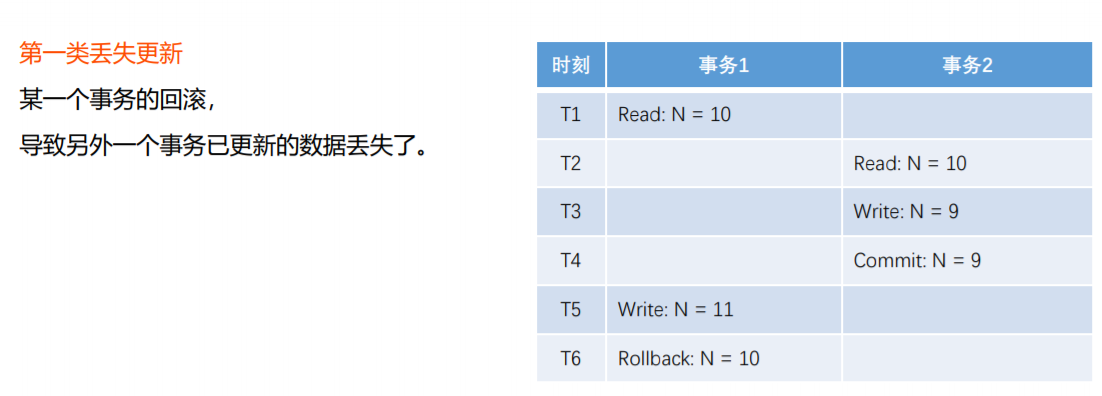 第一类丢失更新
某一个事务的回滚，
导致另外一个事务已更新的数据丢失了。
时刻 事务1 事务2
T1 Read: N = 10
T2 Read: N = 10
T3 Write: N = 9
T4 Commit: N = 9
T5 Write: N = 11
T6 Rollback: N = 10